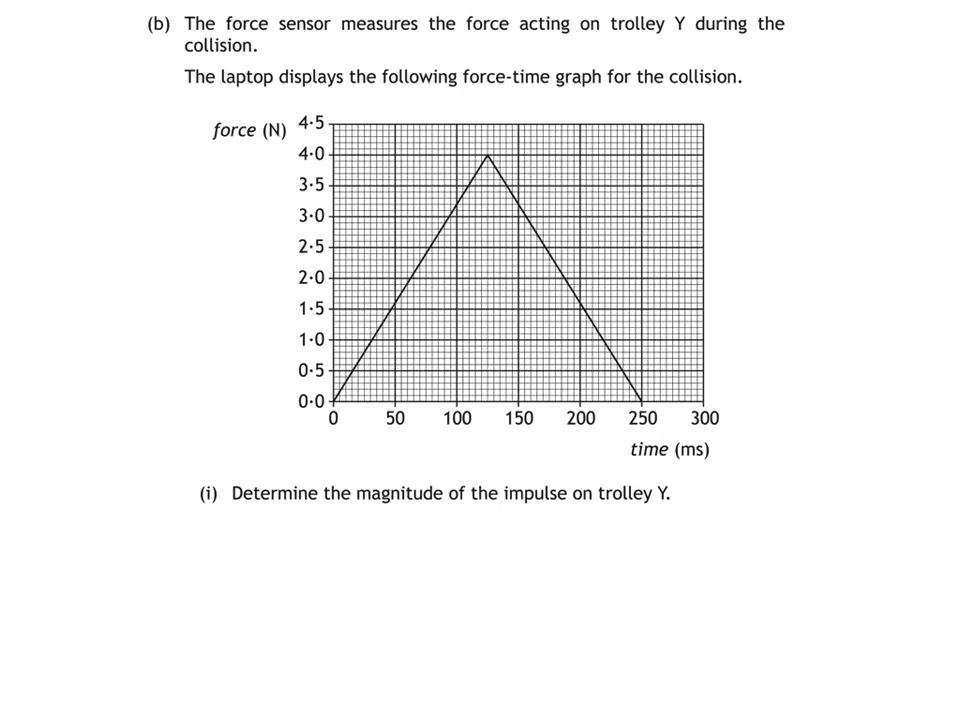 (b) The force sensor measures the force acting on trolley Y during the
collision.
The laptop displays the following force-time graph for the collision.
force (N)
4·5
4·0
3·5
3·0
2·5
2·0
1·5
1·0
0·5
0·0
0 50 100 150 200 250 300
time (ms)
(i) Determine the magnitude of the impulse on trolley Y.